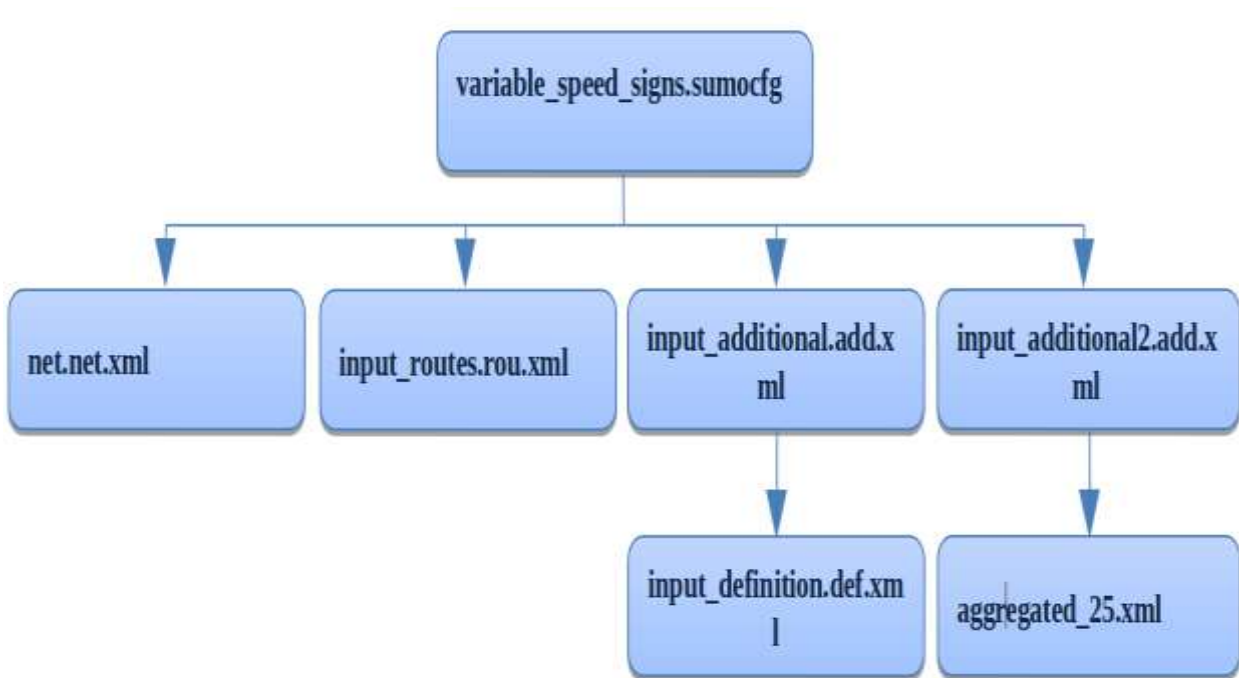 variable_speed_signs.sumocfg
net.net.xml
input_routes.rou.xml
input_additional.add.x
ml
input_additional2.add.x
ml
input_definition.def.xm
l
aggregated_25.xml